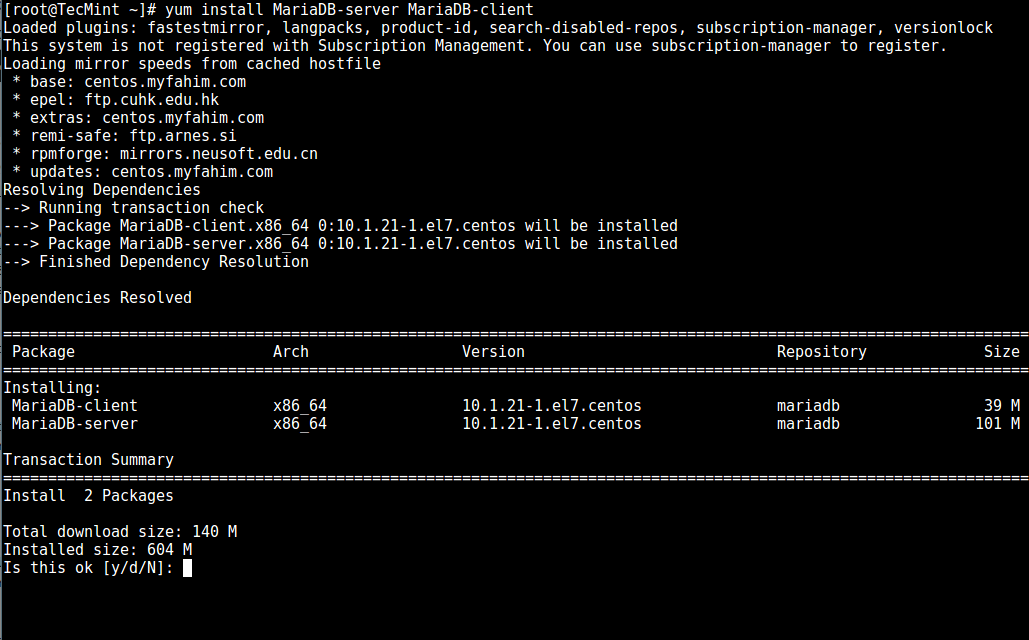 [root@TecMint ~]# yum install MariaDB-server MariaDB-client
Loaded plugins: fastestmirror, langpacks, product-id, search-disabled-repos, subscription-manager, versionlock
This system is not registered with Subscription Management. You can use subscription-manager to register.
Loading mirror speeds from cached hostfile
 * base: centos.myfahim.com
 * epel: ftp.cuhk.edu.hk
 * extras: centos.myfahim.com
 * remi-safe: ftp.arnes.si
 * rpmforge: mirrors.neusoft.edu.cn
 * updates: centos.myfahim.com
Resolving Dependencies
--> Running transaction check
---> Package MariaDB-client.x86_64 0:10.1.21-1.el7.centos will be installed
---> Package MariaDB-server.x86_64 0:10.1.21-1.el7.centos will be installed
--> Finished Dependency Resolution

Dependencies Resolved

==================================================================================================================
 Package                      Arch                 Version                            Repository             Size
==================================================================================================================
Installing:
 MariaDB-client               x86_64               10.1.21-1.el7.centos               mariadb                39 M
 MariaDB-server               x86_64               10.1.21-1.el7.centos               mariadb               101 M

Transaction Summary
==================================================================================================================
Install  2 Packages

Total download size: 140 M
Installed size: 604 M
Is this ok [y/d/N]: